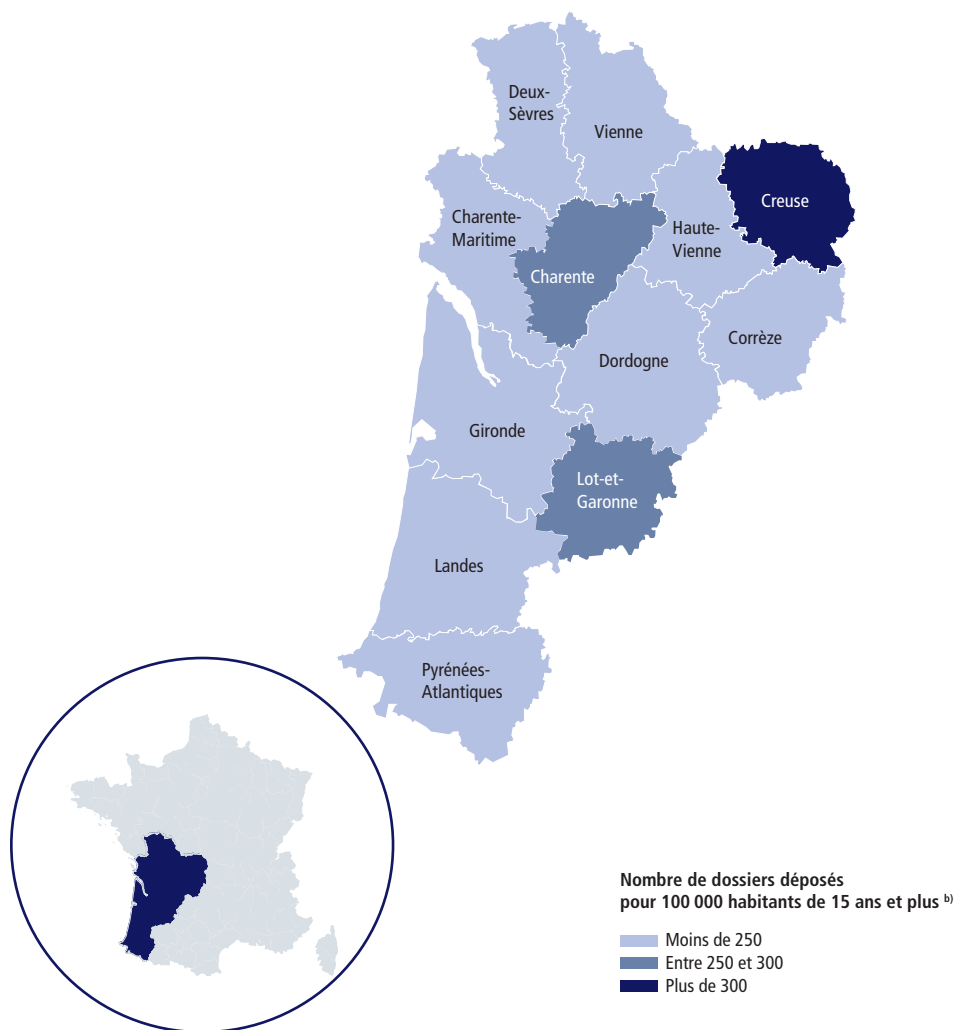 Deux-
Sèvres
Vienne
Creuse
Charente-
Maritime
Haute-
Vienne
Charente
Corrèze
Dordogne
Gironde
Lot-et-
Garonne
Landes
Pyrénées-
Atlantiques
Nombre de dossiers déposés
pour 100 000 habitants de 15 ans et plus b)
Moins de 250
Entre 250 et 300
Plus de 300